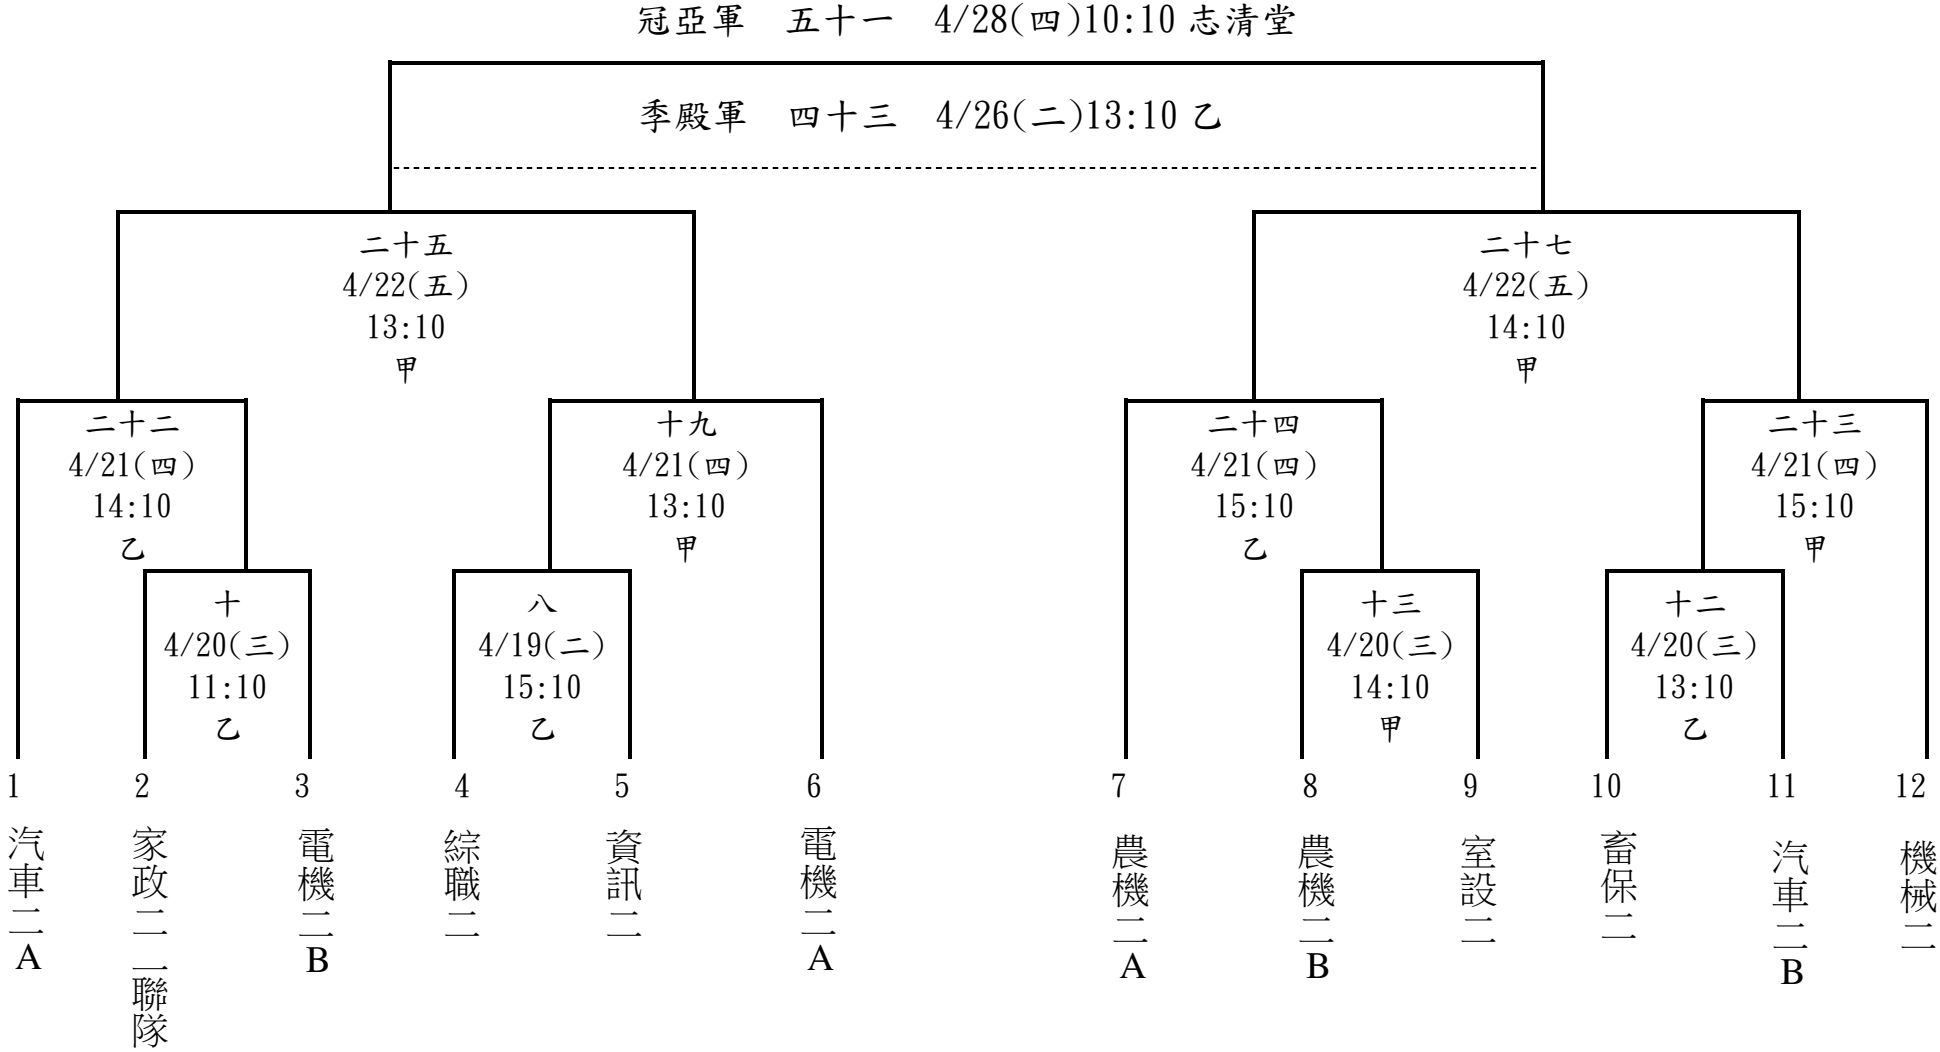 冠亞軍 五十一 4/28(四)10:10 志清堂
季殿軍 四十三 4/26(二)13:10 乙
二十五
4/22(五)
13:10
甲
二十七
4/22(五)
14:10
甲
二十二
4/21(四)
14:10
乙
十九
4/21(四)
13:10
甲
二十四
4/21(四)
15:10
乙
二十三
4/21(四)
15:10
甲
十
4/20(三)
11:10
乙
八
4/19(二)
15:10
乙
十三
4/20(三)
14:10
甲
十二
4/20(三)
13:10
乙
1
2
3
4
5
6
7
8
9
10
11
12
汽車二A
家政二一聯隊
電機二B
綜職二
資訊二
電機二A
農機二A
農機二B
室設二
畜保二
汽車二B
機械二